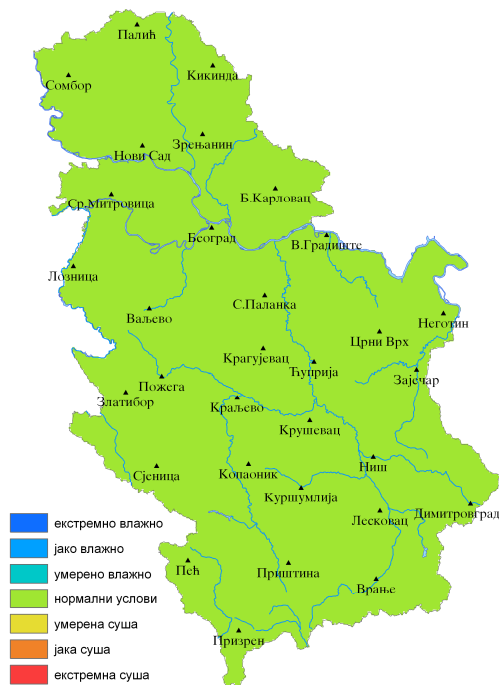 Палић
Кикинда
Сомбор
Зрењанин
Нови Сад
Б.Карловац
Ср.Митровица
Београд
В.Градиште
Лозница
С.Паланка
Ваљево
Неготин
Црни Врх
Крагујевац
Ћуприја
Зајечар
Пожега
Златибор
Краљево
Крушевац
Ниш
Копаоник
Сјеница
Куршумлија
Димитровград
Лесковац
Пећ
Приштина
Врање
Призрен
екстремно влажно
јако влажно
умерено влажно
нормални услови
умерена суша
јака суша
екстремна суша